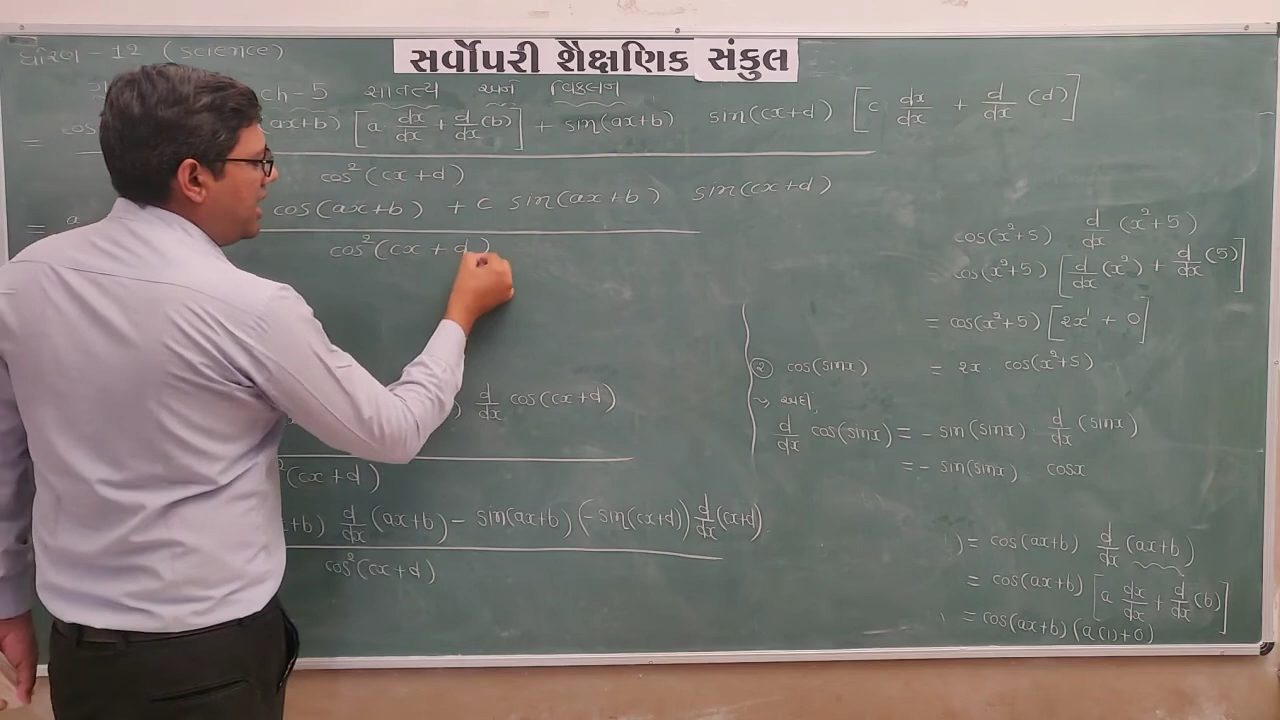 ધોરણ - 12 (science)
સર્વોપરી શૈક્ષણિક સંકુલ
ch - 5 સાતત્ય અને વિકલન
= cos (ax+b) [a dx/dx + d/dx (b)] + sin(ax+b) sin(cx+d) [c dx/dx + d/dx (d)]
cos²(cx+d)
= a cos(ax+b) + c sin(ax+b) sin(cx+d)
cos²(cx+d)
d/dx cos(cx+d)
²(cx+d)
+b) d/dx (ax+b) - sin(ax+b) (-sin(cx+d)) d/dx (cx+d)
cos²(cx+d)
cos(x²+5) d/dx (x²+5)
cos(x²+5) [d/dx (x²) + d/dx (5)]
= cos(x²+5) [2x¹ + 0]
= 2x. cos(x²+5)
② cos(sinx)
→ અહીં,
d/dx cos(sinx) = - sin(sinx) d/dx (sinx)
= - sin(sinx) cosx
) = cos(ax+b) d/dx (ax+b)
= cos(ax+b) [a dx/dx + d/dx (b)]
= cos(ax+b) (a(1)+0)